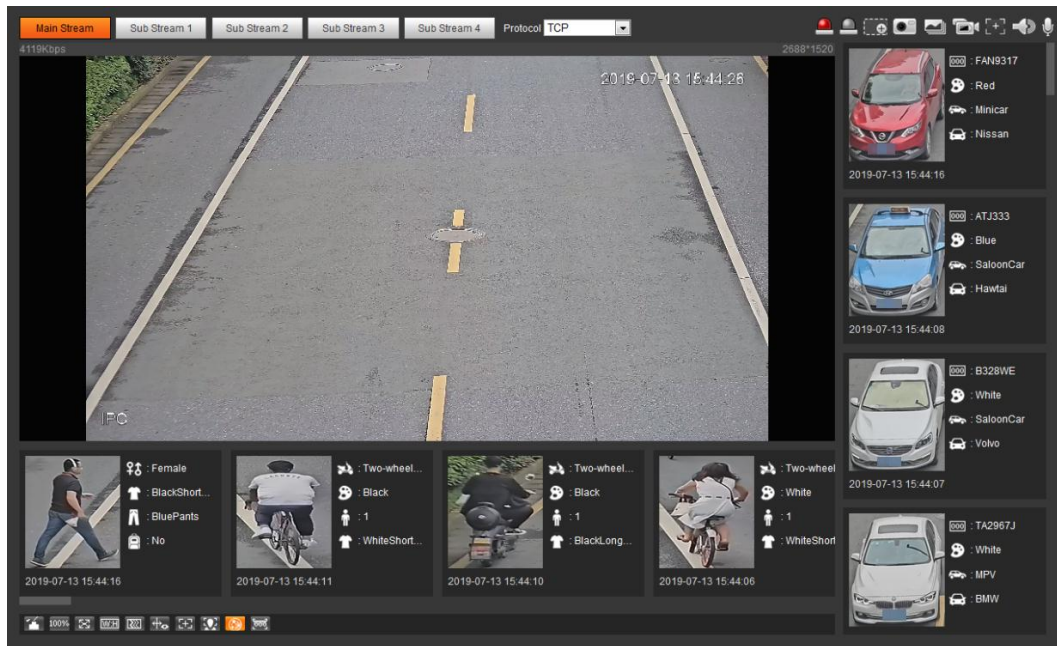 Main Stream
Sub Stream 1
Sub Stream 2
Sub Stream 3
Sub Stream 4
Protocol TCP
4119Kbps
2688*1520
2019-07-13 15:44:26
IPC
: FAN9317
: Red
: Minicar
: Nissan
2019-07-13 15:44:16
: ATJ333
: Blue
: SaloonCar
: Hawtai
2019-07-13 15:44:08
: B328WE
: White
: SaloonCar
: Volvo
2019-07-13 15:44:07
: TA2967J
: White
: MPV
: BMW
: Female
: BlackShort...
: BluePants
: No
2019-07-13 15:44:16
: Two-wheel...
: Black
: 1
: WhiteShort...
2019-07-13 15:44:11
: Two-wheel...
: Black
: 1
: BlackLong...
2019-07-13 15:44:10
: Two-wheel
: White
: 1
: WhiteShort
2019-07-13 15:44:06
100%
W:H